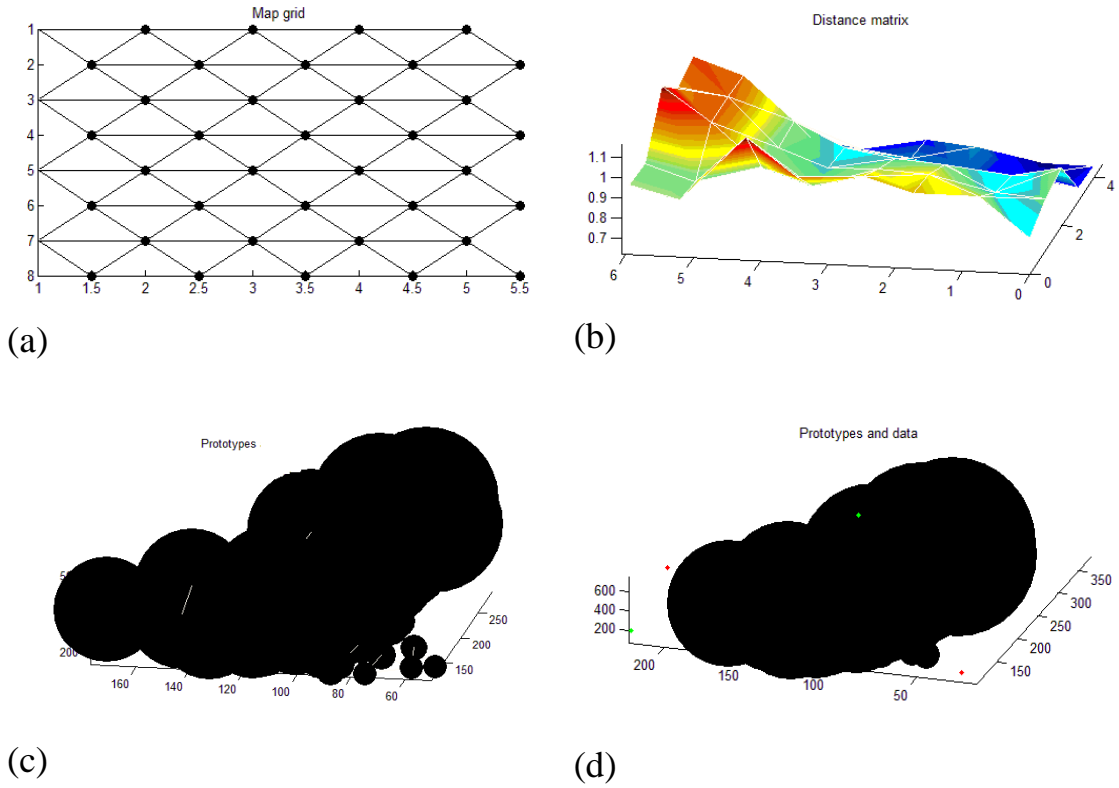 Map grid
1
2
3
4
5
6
7
8
1 1.5 2 2.5 3 3.5 4 4.5 5 5.5
(a)
Distance matrix
1.1
1
0.9
0.8
0.7
6 5 4 3 2 1 0
0 2 4
(b)
Prototypes
200
160 140 120 100 80 60
150 200 250
(c)
Prototypes and data
600
400
200
200 150 100 50
150 200 250 300 350
(d)